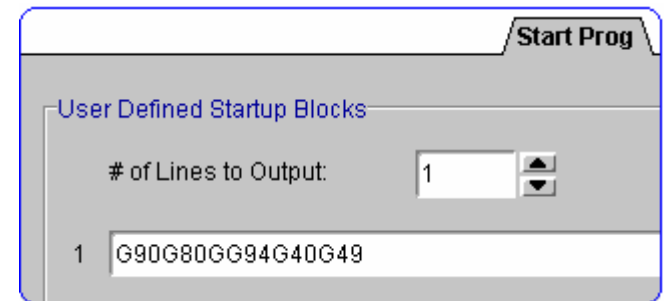 Start Prog
User Defined Startup Blocks
# of Lines to Output: 1
1 G90G80GG94G40G49